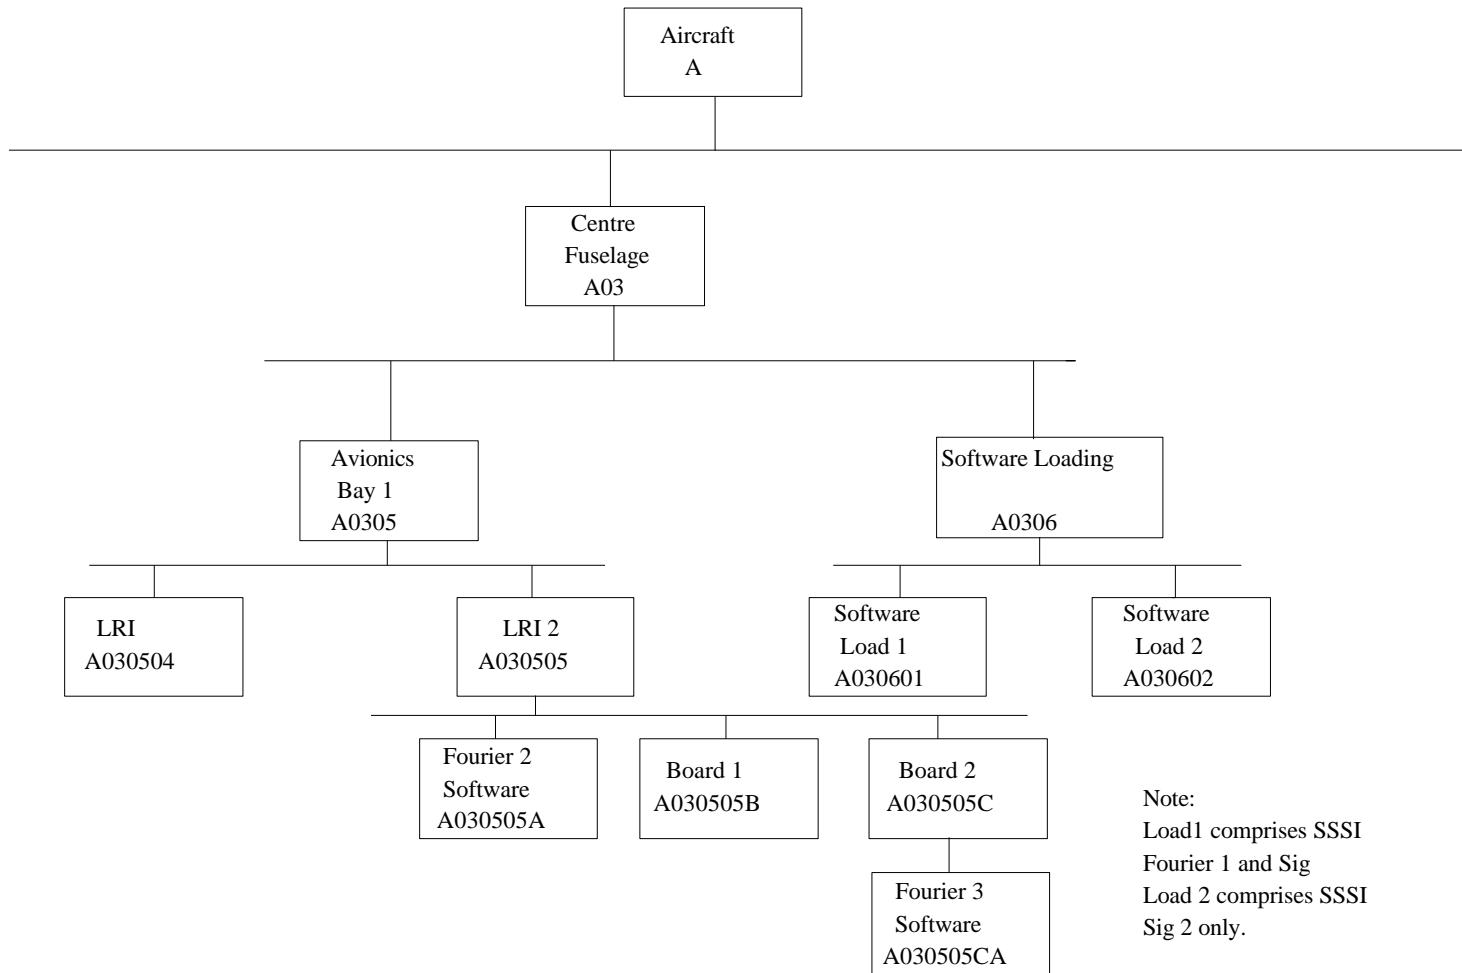 Aircraft
A
Centre
Fuselage
A03
Avionics
Bay 1
A0305
Software Loading
A0306
LRI
A030504
LRI 2
A030505
Software
Load 1
A030601
Software
Load 2
A030602
Fourier 2
Software
A030505A
Board 1
A030505B
Board 2
A030505C
Fourier 3
Software
A030505CA
Note:
Load1 comprises SSSI
Fourier 1 and Sig
Load 2 comprises SSSI
Sig 2 only.